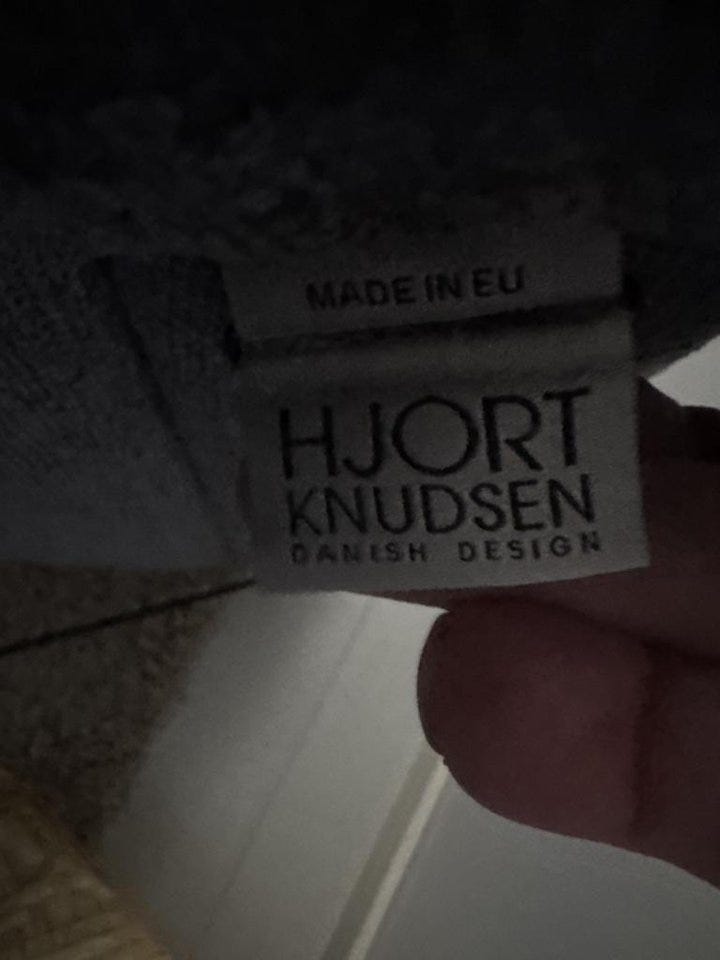 MADE IN EU
HJORT
KNUDSEN
DANISH DESIGN